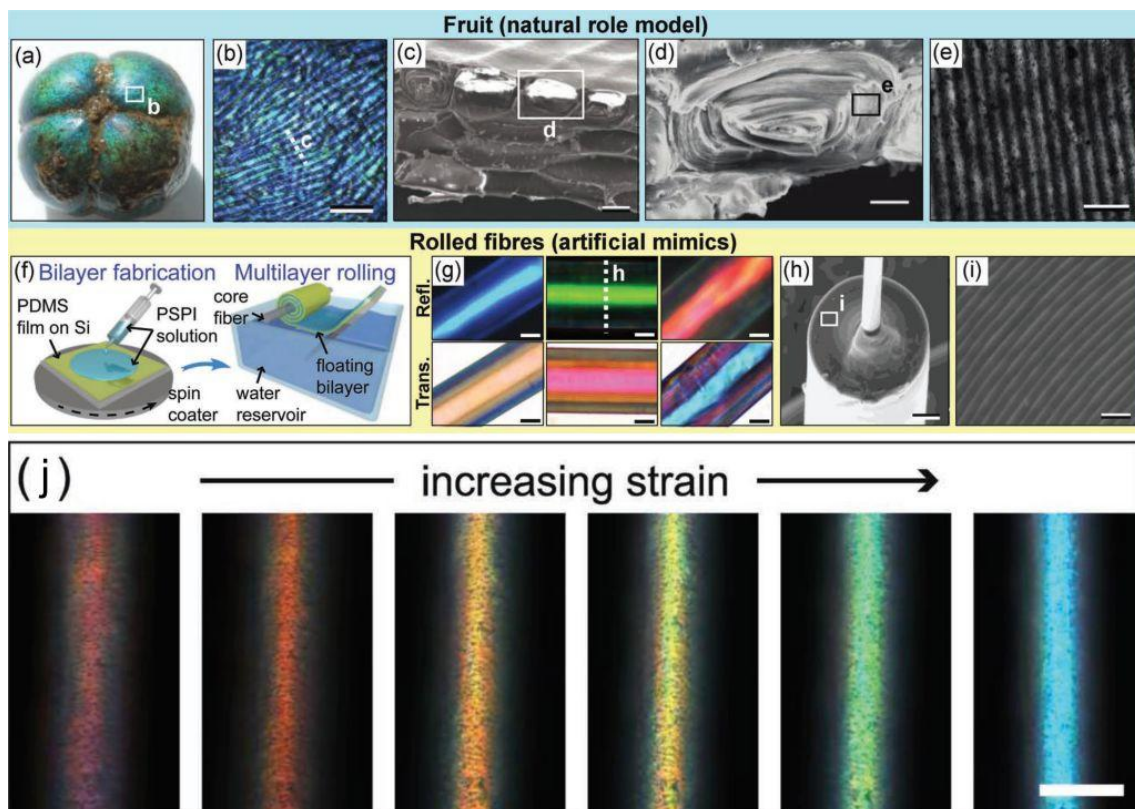 Fruit (natural role model)
(a)
b
(b)
c
(c)
d
(d)
e
(e)
Rolled fibres (artificial mimics)
(f)
Bilayer fabrication
PDMS
film on Si
PSPI
solution
spin
coater
Multilayer rolling
core
fiber
floating
bilayer
water
reservoir
Refl.
Trans.
(g)
h
(h)
i
(i)
(j)
increasing strain